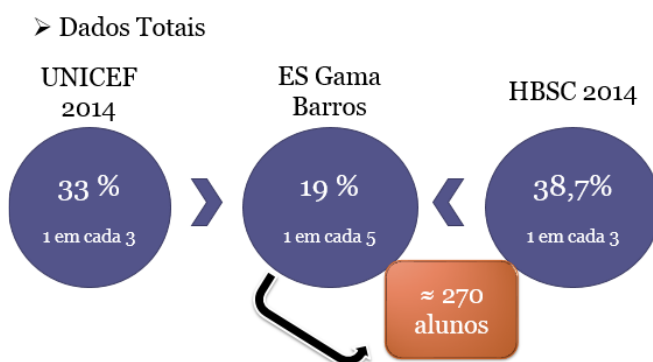 ➤ Dados Totais
UNICEF
2014
33 %
1 em cada 3
ES Gama
Barros
19 %
1 em cada 5
HBSC 2014
38,7%
1 em cada 3
≈ 270
alunos